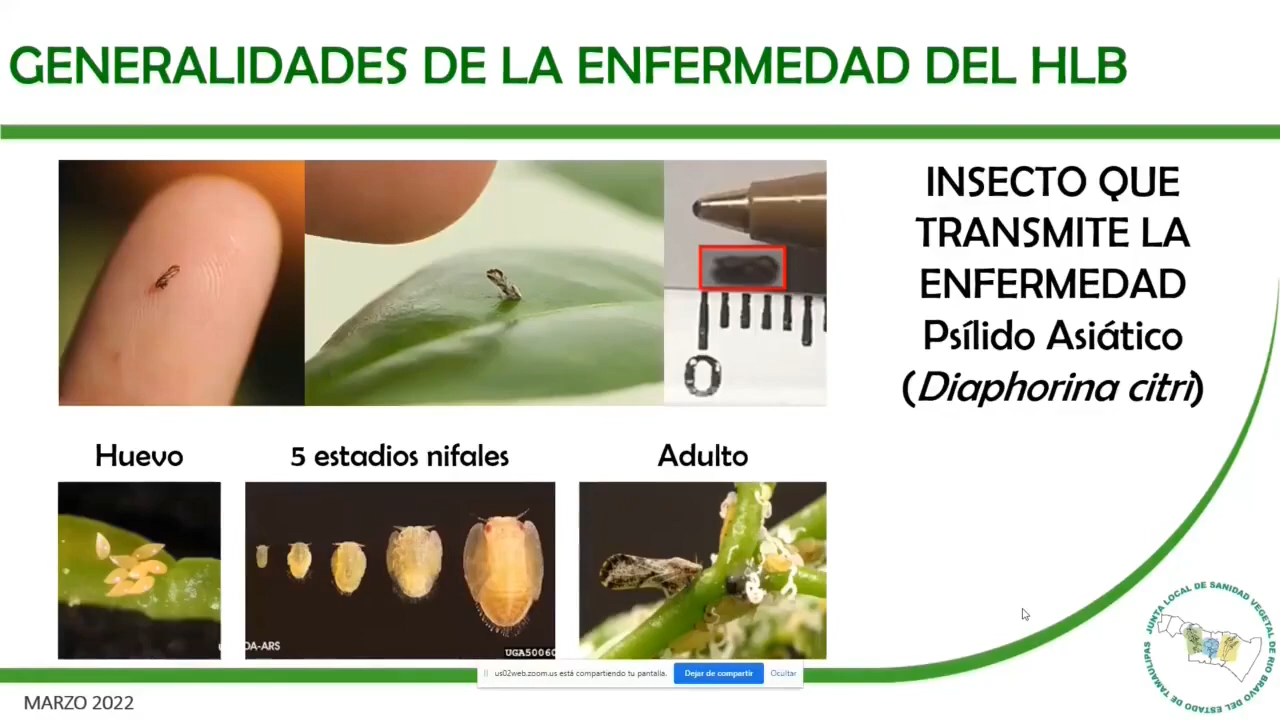 GENERALIDADES DE LA ENFERMEDAD DEL HLB
INSECTO QUE
TRANSMITE LA
ENFERMEDAD
Psílido Asiático
(Diaphorina citri)
0
Huevo
5 estadios nifales
Adulto
DA-ARS
UGA50060
us02web.zoom.us está compartiendo tu pantalla.
Dejar de compartir
Ocultar
MARZO 2022
JUNTA LOCAL DE SANIDAD VEGETAL DE RIO BRAVO DEL ESTADO DE TAMAULIPAS